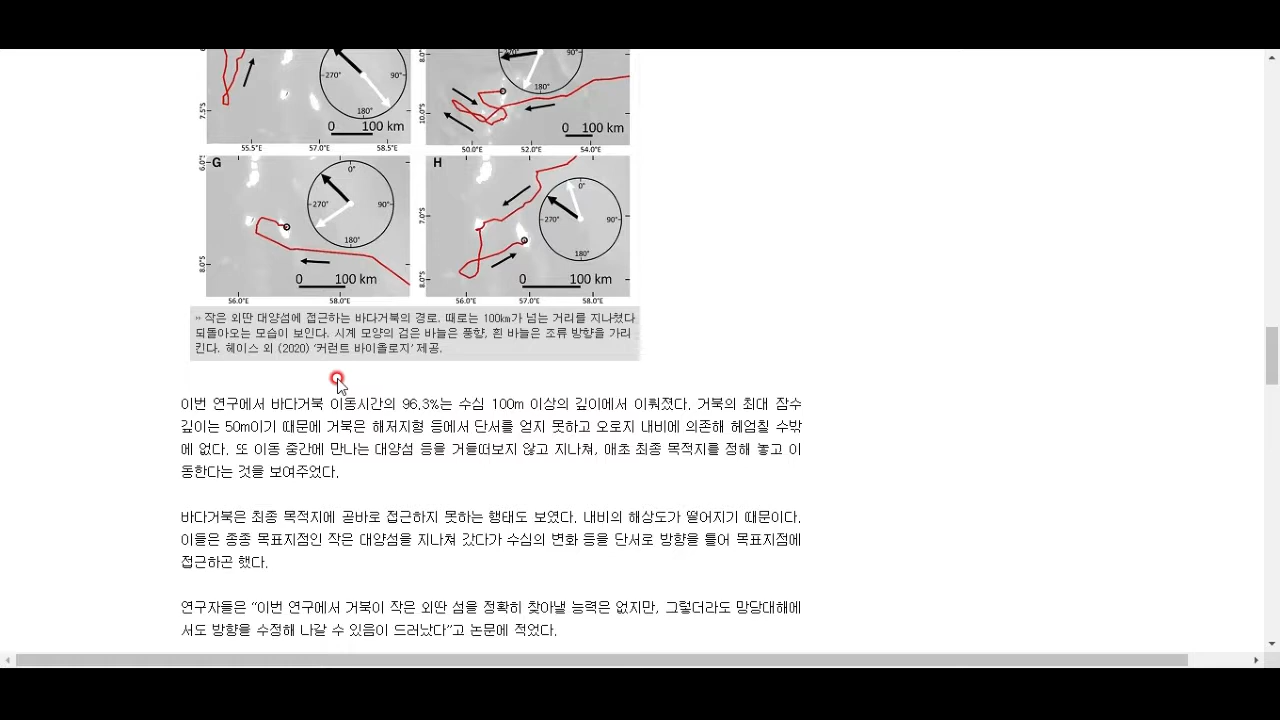 270° 90°
180°
7.5°S
0 100 km
55.5°E 57.0°E 58.5°E
8.0°S
270° 90°
180°
10.0°S
0 100 km
50.0°E 52.0°E 54.0°E
G
6.0°S
0°
270° 90°
180°
8.0°S
0 100 km
56.0°E 58.0°E
H
0°
7.0°S
270° 90°
180°
8.0°S
0 100 km
56.0°E 57.0°E 58.0°E
작은 외딴 대양섬에 접근하는 바다거북의 경로. 때로는 100㎞가 넘는 거리를 지나쳤다
되돌아오는 모습이 보인다. 시계 모양의 검은 바늘은 풍향, 흰 바늘은 조류 방향을 가리
킨다. 헤이스 외 (2020) ‘커런트 바이올로지’ 제공.
이번 연구에서 바다거북 이동시간의 96.3%는 수심 100m 이상의 깊이에서 이뤄졌다. 거북의 최대 잠수
깊이는 50m이기 때문에 거북은 해저지형 등에서 단서를 얻지 못하고 오로지 내비에 의존해 헤엄칠 수밖
에 없다. 또 이동 중간에 만나는 대양섬 등을 거들떠보지 않고 지나쳐, 애초 최종 목적지를 정해 놓고 이
동한다는 것을 보여주었다.
바다거북은 최종 목적지에 곧바로 접근하지 못하는 행태도 보였다. 내비의 해상도가 떨어지기 때문이다.
이들은 종종 목표지점인 작은 대양섬을 지나쳐 갔다가 수심의 변화 등을 단서로 방향을 틀어 목표지점에
접근하곤 했다.
연구자들은 “이번 연구에서 거북이 작은 외딴 섬을 정확히 찾아낼 능력은 없지만, 그렇더라도 망망대해에
서도 방향을 수정해 나갈 수 있음이 드러났다”고 논문에 적었다.